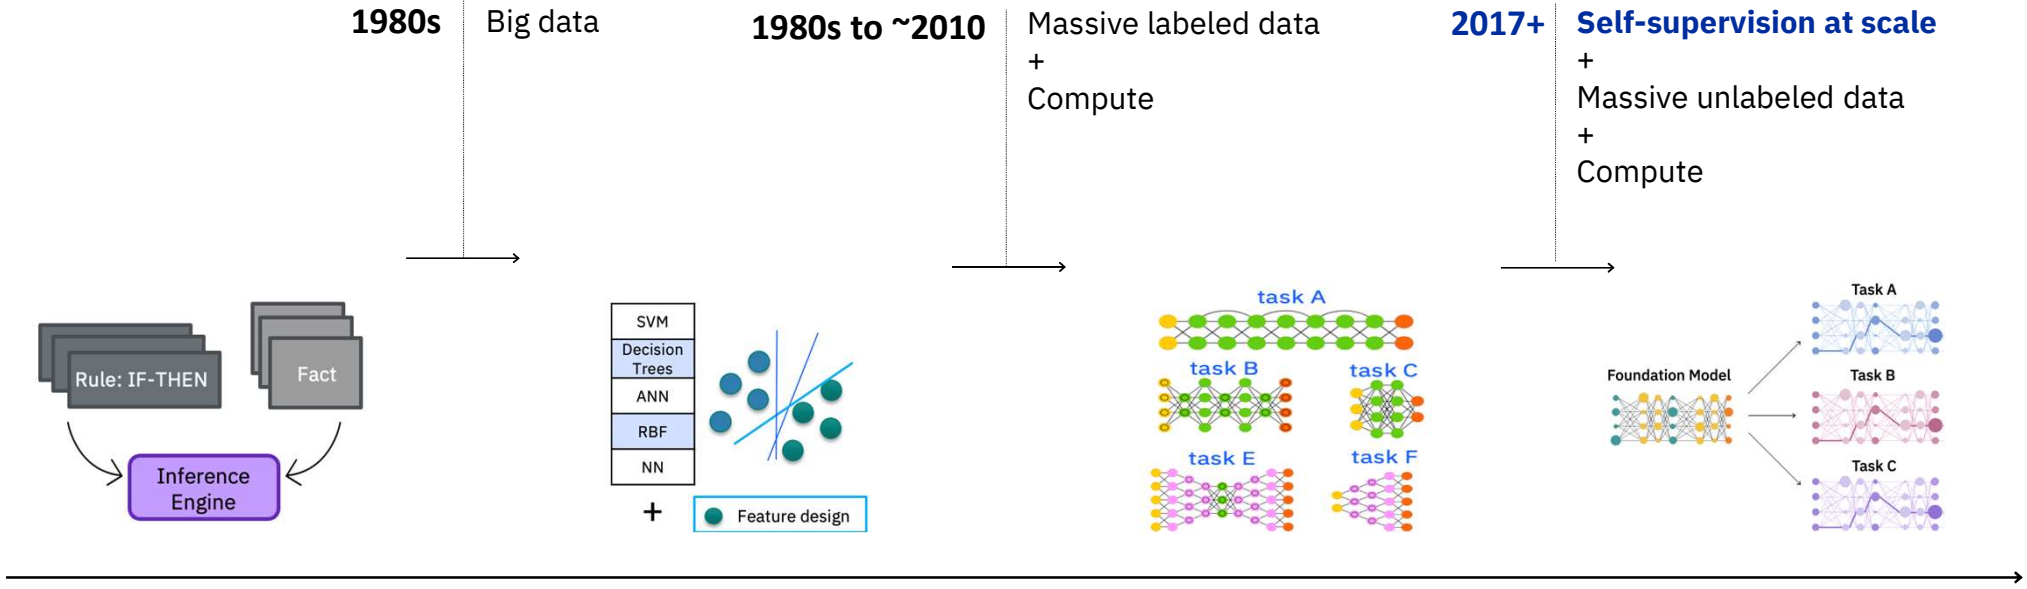 1980s
Big data
1980s to ~2010
Massive labeled data
+
Compute
2017+
Self-supervision at scale
+
Massive unlabeled data
+
Compute
Rule: IF-THEN
Fact
Inference
Engine
SVM
Decision
Trees
ANN
RBF
NN
+
Feature design
task A
task B
task C
task E
task F
Foundation Model
Task A
Task B
Task C